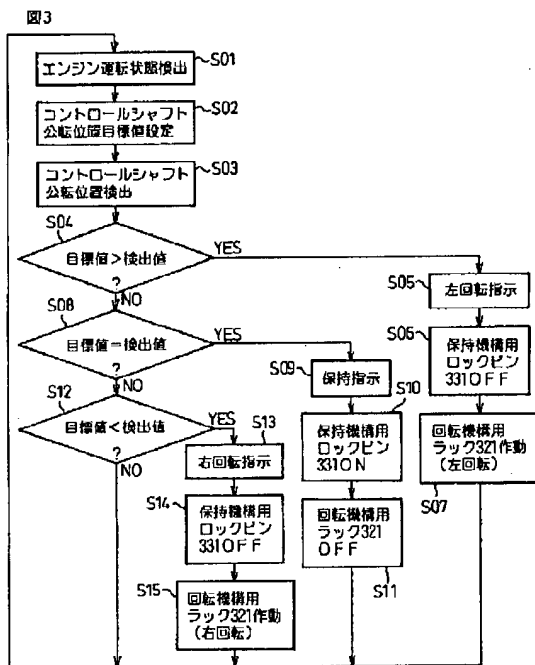 図3
エンジン運転状態検出
S01
コントロールシャフト
公転位置目標値設定
S02
コントロールシャフト
公転位置検出
S03
S04
目標値>検出値
?
YES
NO
S05
左回転指示
S05
保持機構用
ロックピン
331OFF
回転機構用
ラック321作動
(左回転)
S07
S08
目標値=検出値
?
YES
NO
S09
保持指示
S10
保持機構用
ロックピン
331ON
回転機構用
ラック321
OFF
S11
S12
目標値<検出値
?
YES
NO
S13
右回転指示
S14
保持機構用
ロックピン
331OFF
S15
回転機構用
ラック321作動
(右回転)